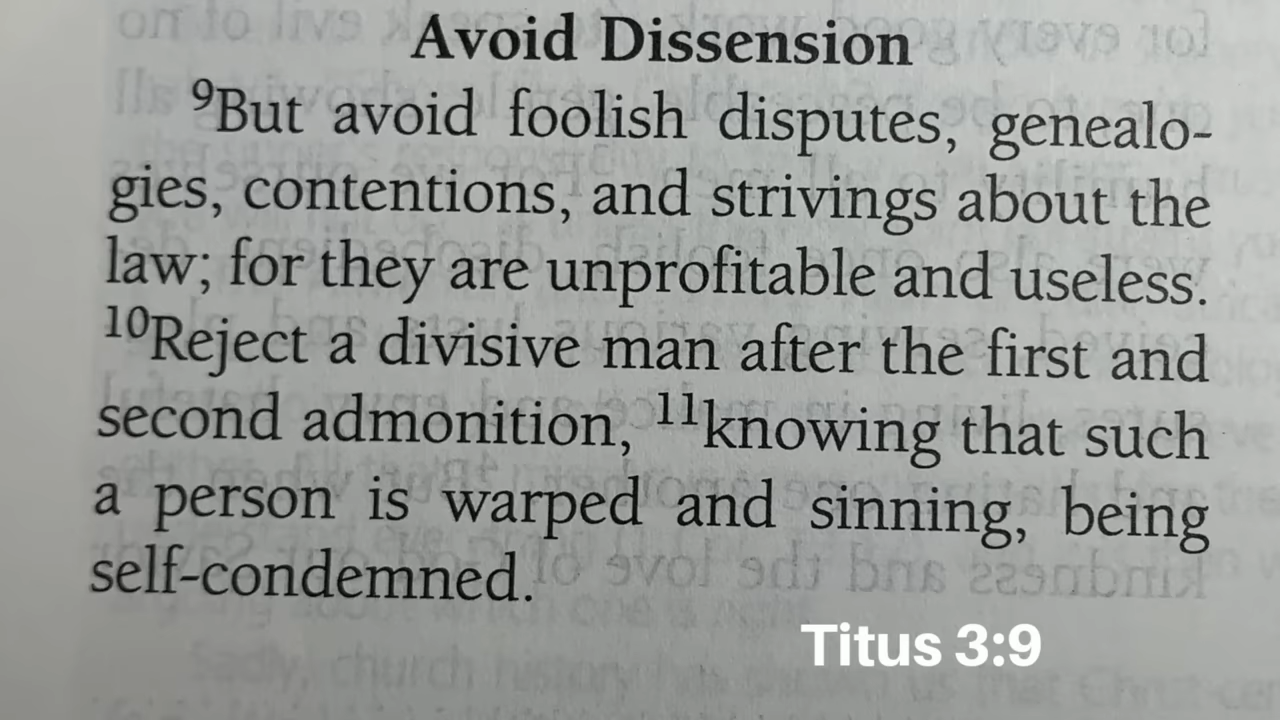 Avoid Dissension
⁹But avoid foolish disputes, genealo-
gies, contentions, and strivings about the
law; for they are unprofitable and useless.
¹⁰Reject a divisive man after the first and
second admonition, ¹¹knowing that such
a person is warped and sinning, being
self-condemned.
Titus 3:9